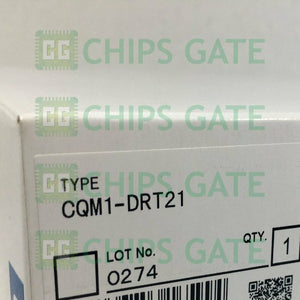 CG CHIPS GATE
CG CHIPS GATE
TYPE
CQM1-DRT21
CG CHIPS GATE
LOT No.
0274
QTY.
1
CG CHIPS GATE